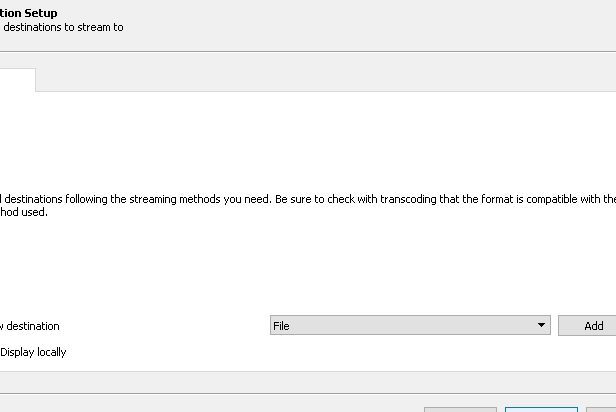 tion Setup
destinations to stream to
destinations following the streaming methods you need. Be sure to check with transcoding that the format is compatible with the
hod used.
destination
File
Add
Display locally